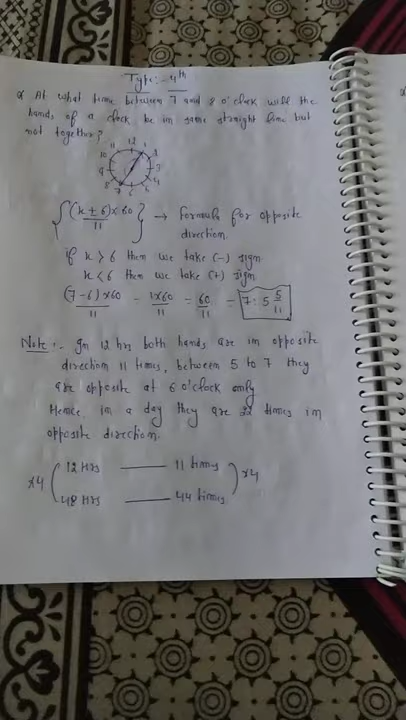 Type:- 4th
Q At what time between 7 and 8 o'clock will the
hands of a clock be in same straight line but
not together?
12
11 1
10 2
9 3
8 4
7 5
6
{(k ± 6) x 60 / 11} → Formula for opposite
direction.
if k > 6 then we take (-) sign
k < 6 then we take (+) sign
(7-6) x60 / 11 = 1x60 / 11 = 60 / 11 = 7: 5 5/11
Note:- In 12 hrs both hands are in opposite
direction 11 times, between 5 to 7 they
are opposite at 6 o'clock only
Hence, in a day they are 22 times in
opposite direction.
x4 ( 12 Hrs —— 11 times ) x4
48 Hrs —— 44 times